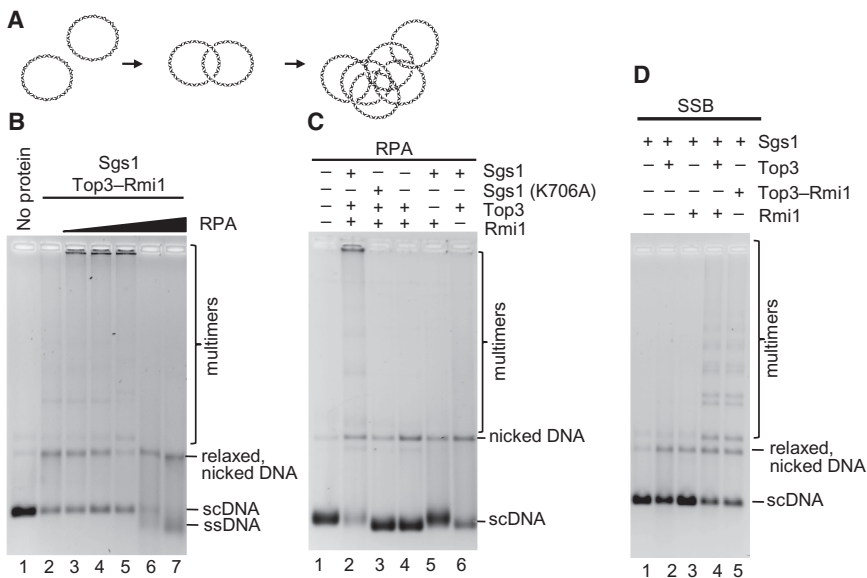 A
B
No protein
Sgs1
Top3–Rmi1
RPA
multimers
relaxed,
nicked DNA
scDNA
ssDNA
1 2 3 4 5 6 7
C
RPA
− + − − + + Sgs1
− − + − − − Sgs1 (K706A)
− + + + − + Top3
− + + + + − Rmi1
multimers
nicked DNA
scDNA
1 2 3 4 5 6
D
SSB
+ + + + + Sgs1
− + − + − Top3
− − − − + Top3–Rmi1
− − + + − Rmi1
multimers
relaxed,
nicked DNA
scDNA
1 2 3 4 5